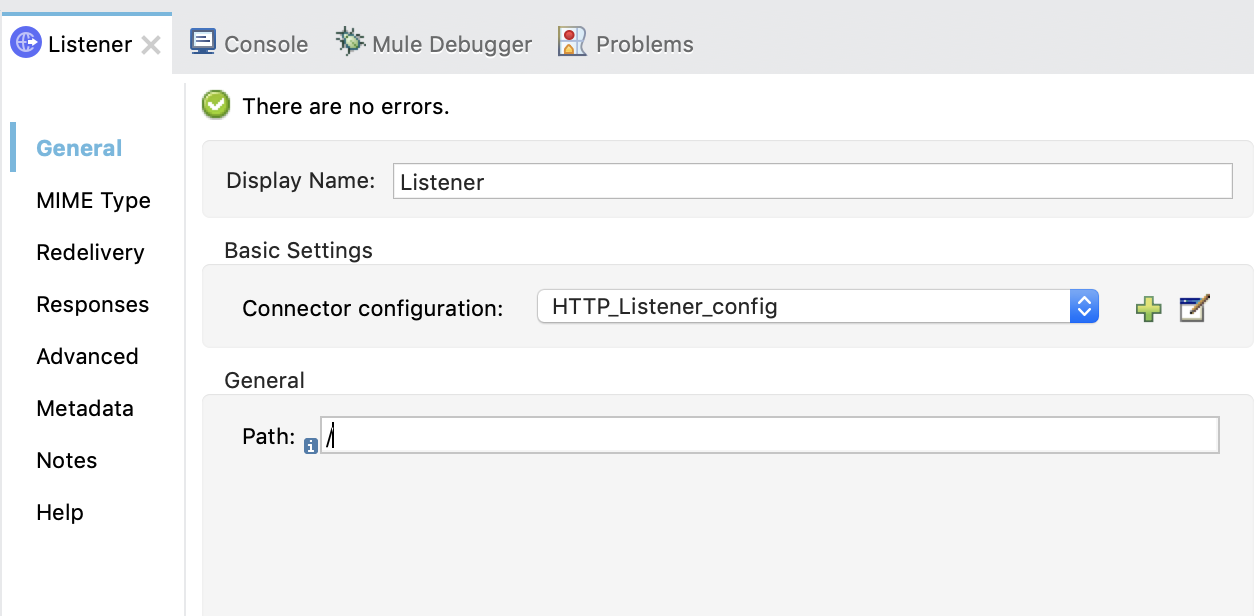 Listener Console Mule Debugger Problems
There are no errors.
General
Display Name: Listener
MIME Type
Redelivery
Basic Settings
Responses
Connector configuration: HTTP_Listener_config
Advanced
General
Metadata
Path: /
Notes
Help